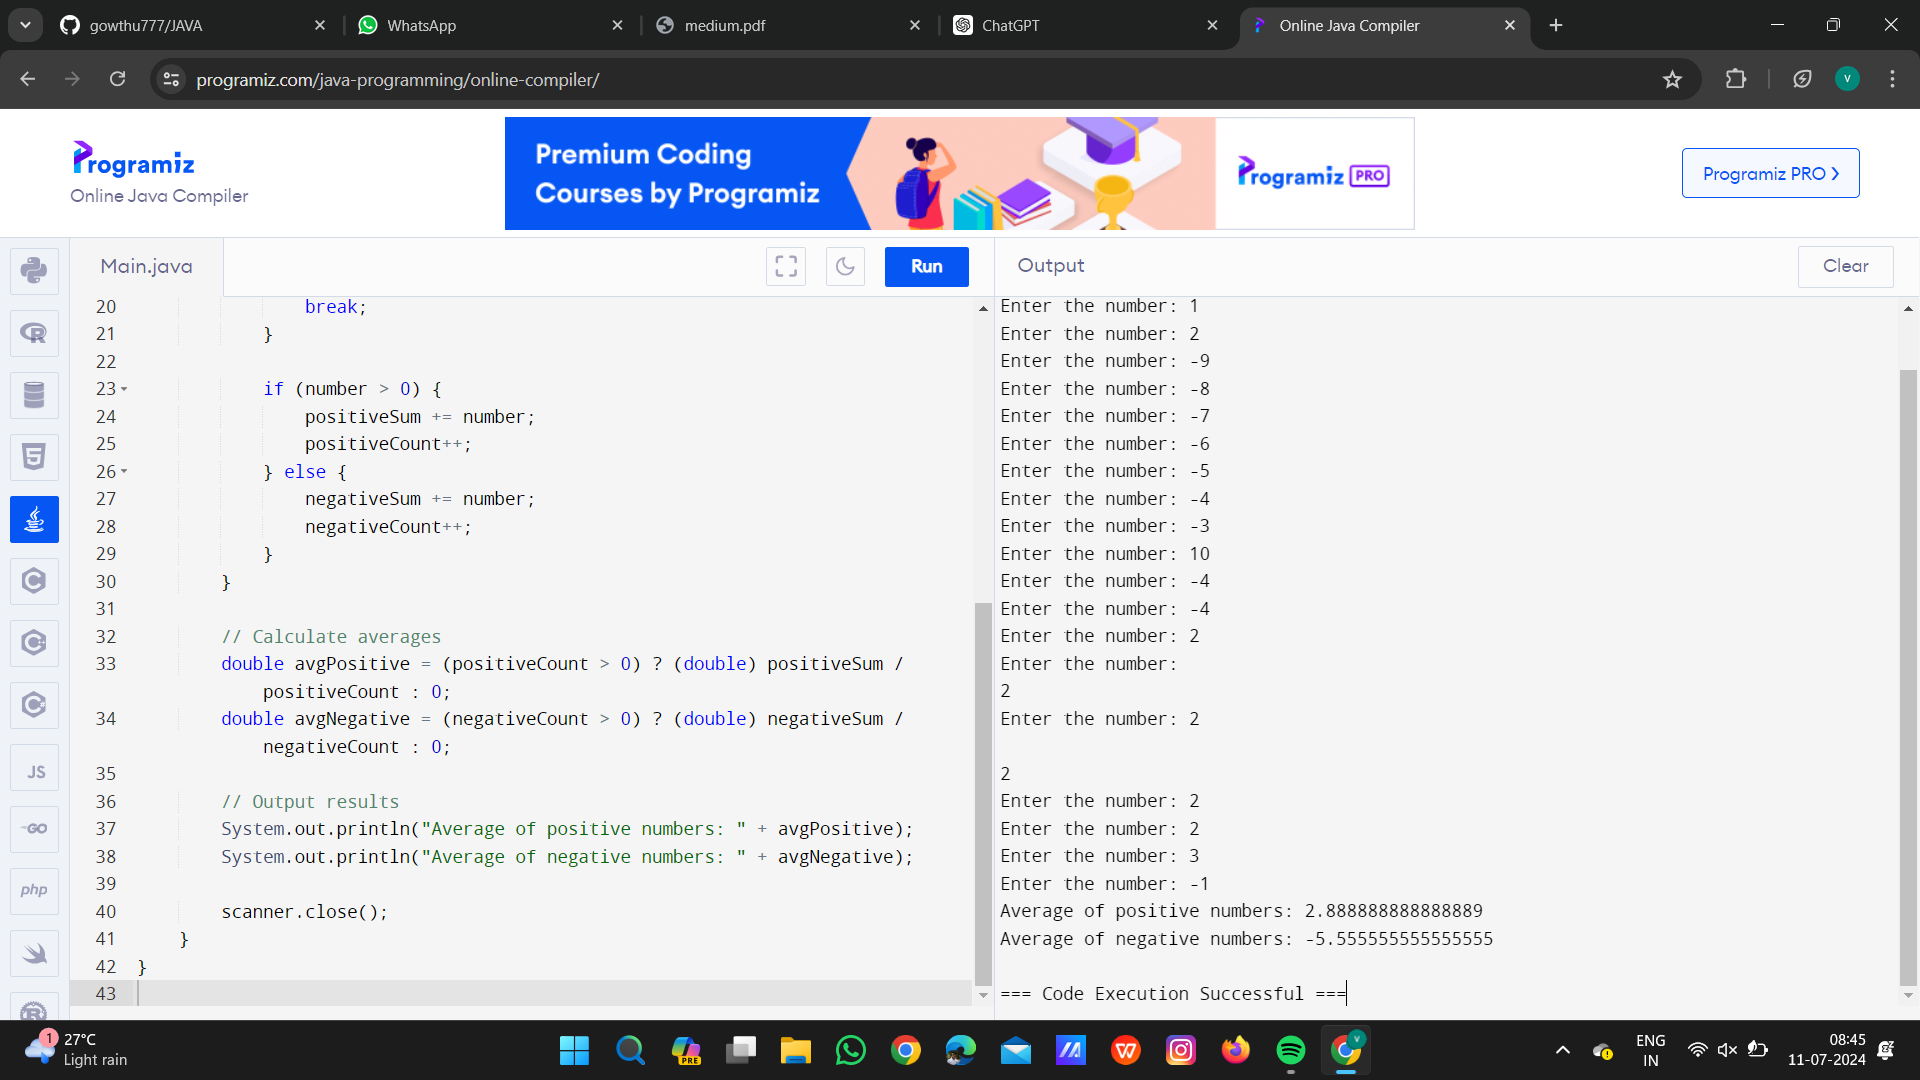 gowthu777/JAVA
WhatsApp
medium.pdf
ChatGPT
Online Java Compiler
programiz.com/java-programming/online-compiler/
V
Programiz
Online Java Compiler
Premium Coding
Courses by Programiz
Programiz PRO
Programiz PRO ❯
Main.java
Run
Output
Clear
20 break;
21 }
22
23 if (number > 0) {
24 positiveSum += number;
25 positiveCount++;
26 } else {
27 negativeSum += number;
28 negativeCount++;
29 }
30 }
31
32 // Calculate averages
33 double avgPositive = (positiveCount > 0) ? (double) positiveSum /
positiveCount : 0;
34 double avgNegative = (negativeCount > 0) ? (double) negativeSum /
negativeCount : 0;
35
36 // Output results
37 System.out.println("Average of positive numbers: " + avgPositive);
38 System.out.println("Average of negative numbers: " + avgNegative);
39
40 scanner.close();
41 }
42 }
43
Enter the number: 1
Enter the number: 2
Enter the number: -9
Enter the number: -8
Enter the number: -7
Enter the number: -6
Enter the number: -5
Enter the number: -4
Enter the number: -3
Enter the number: 10
Enter the number: -4
Enter the number: -4
Enter the number: 2
Enter the number:
2
Enter the number: 2
2
Enter the number: 2
Enter the number: 2
Enter the number: 3
Enter the number: -1
Average of positive numbers: 2.888888888888889
Average of negative numbers: -5.555555555555555
=== Code Execution Successful ===
R
5
C
C
C
JS
GO
php
R
1
27°C
Light rain
PRE
W
V
ENG
IN
08:45
11-07-2024